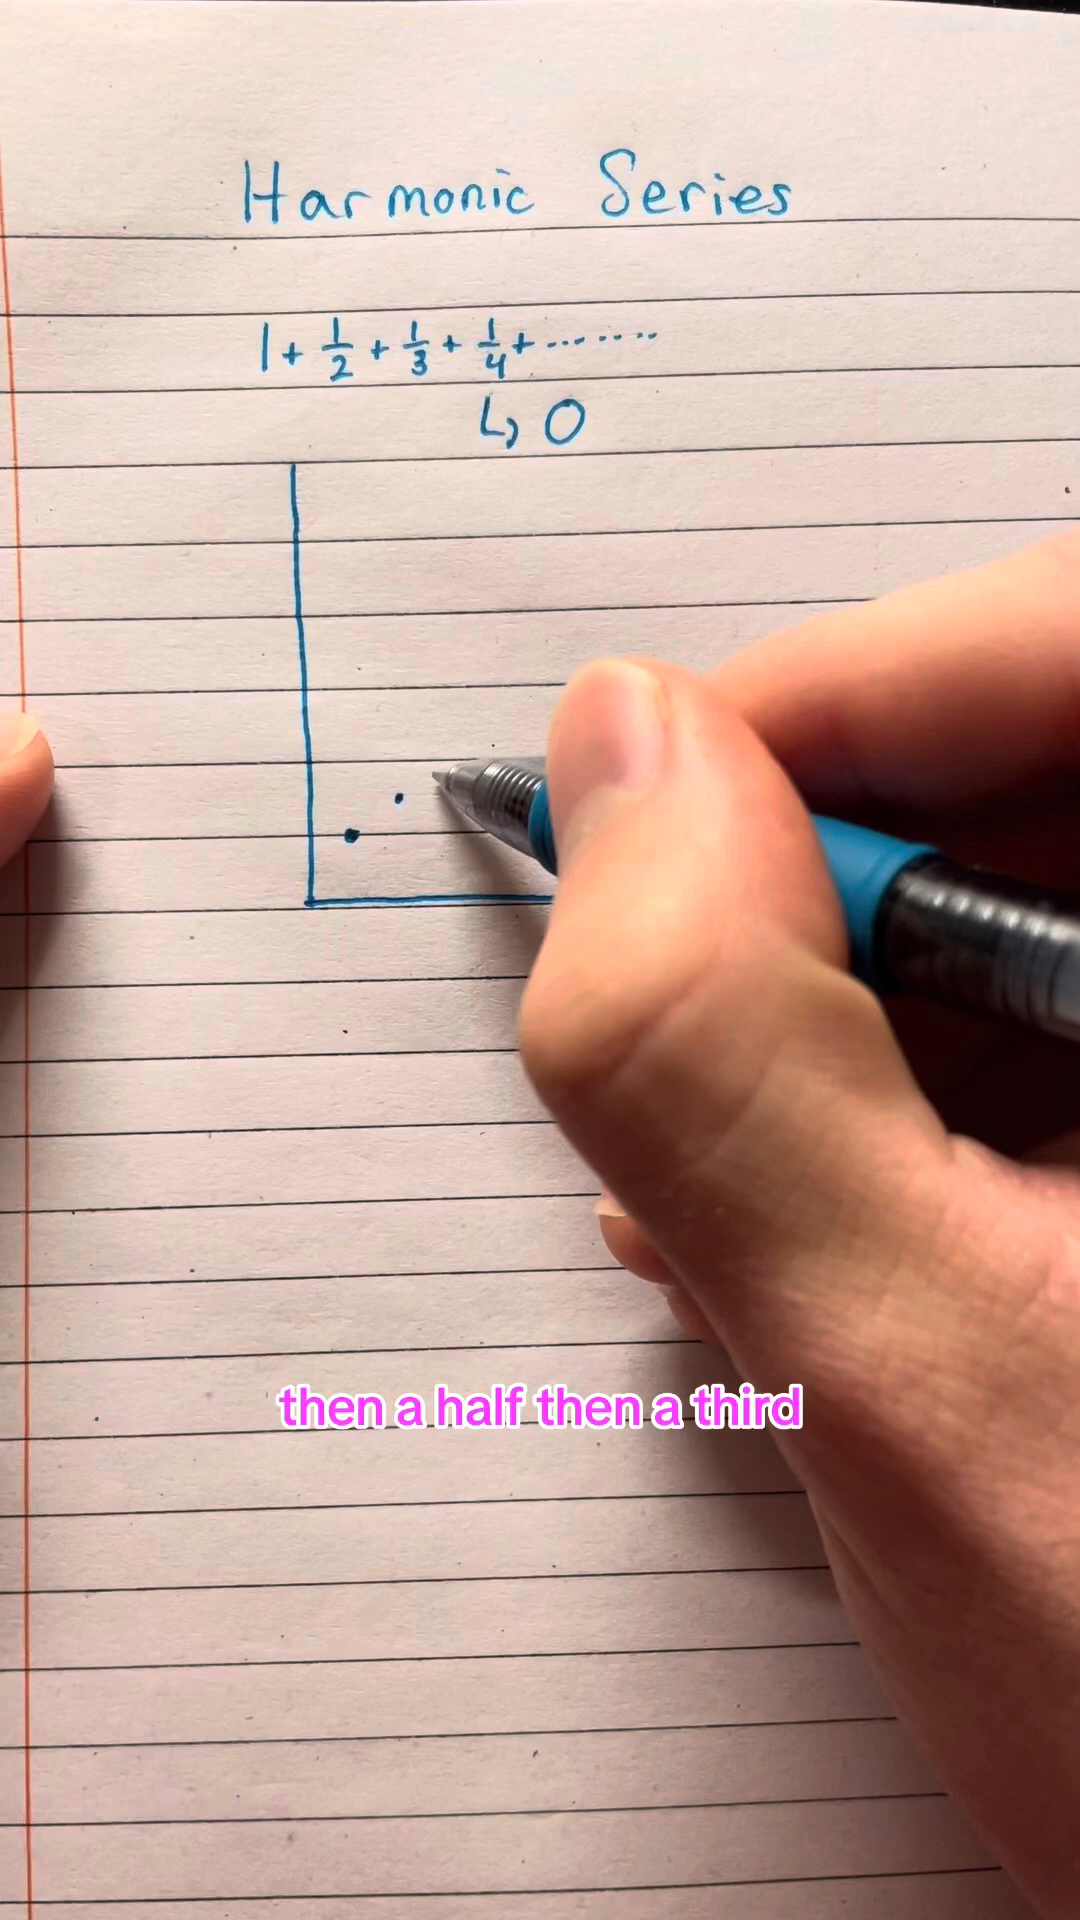 Harmonic Series
1 + 1/2 + 1/3 + 1/4 + ........
↳ 0
then a half then a third